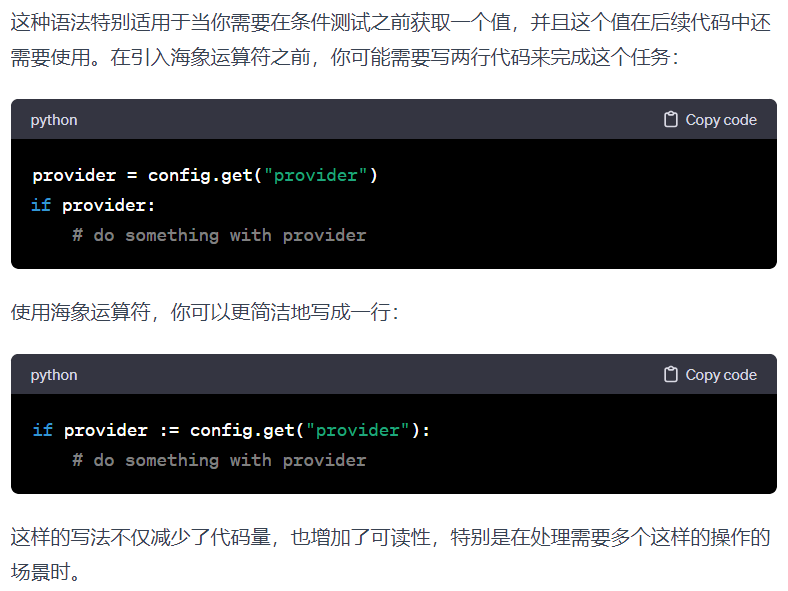 这种语法特别适用于当你需要在条件测试之前获取一个值，并且这个值在后续代码中还
需要使用。在引入海象运算符之前，你可能需要写两行代码来完成这个任务：
python Copy code
provider = config.get("provider")
if provider:
    # do something with provider
使用海象运算符，你可以更简洁地写成一行：
python Copy code
if provider := config.get("provider"):
    # do something with provider
这样的写法不仅减少了代码量，也增加了可读性，特别是在处理需要多个这样的操作的
场景时。